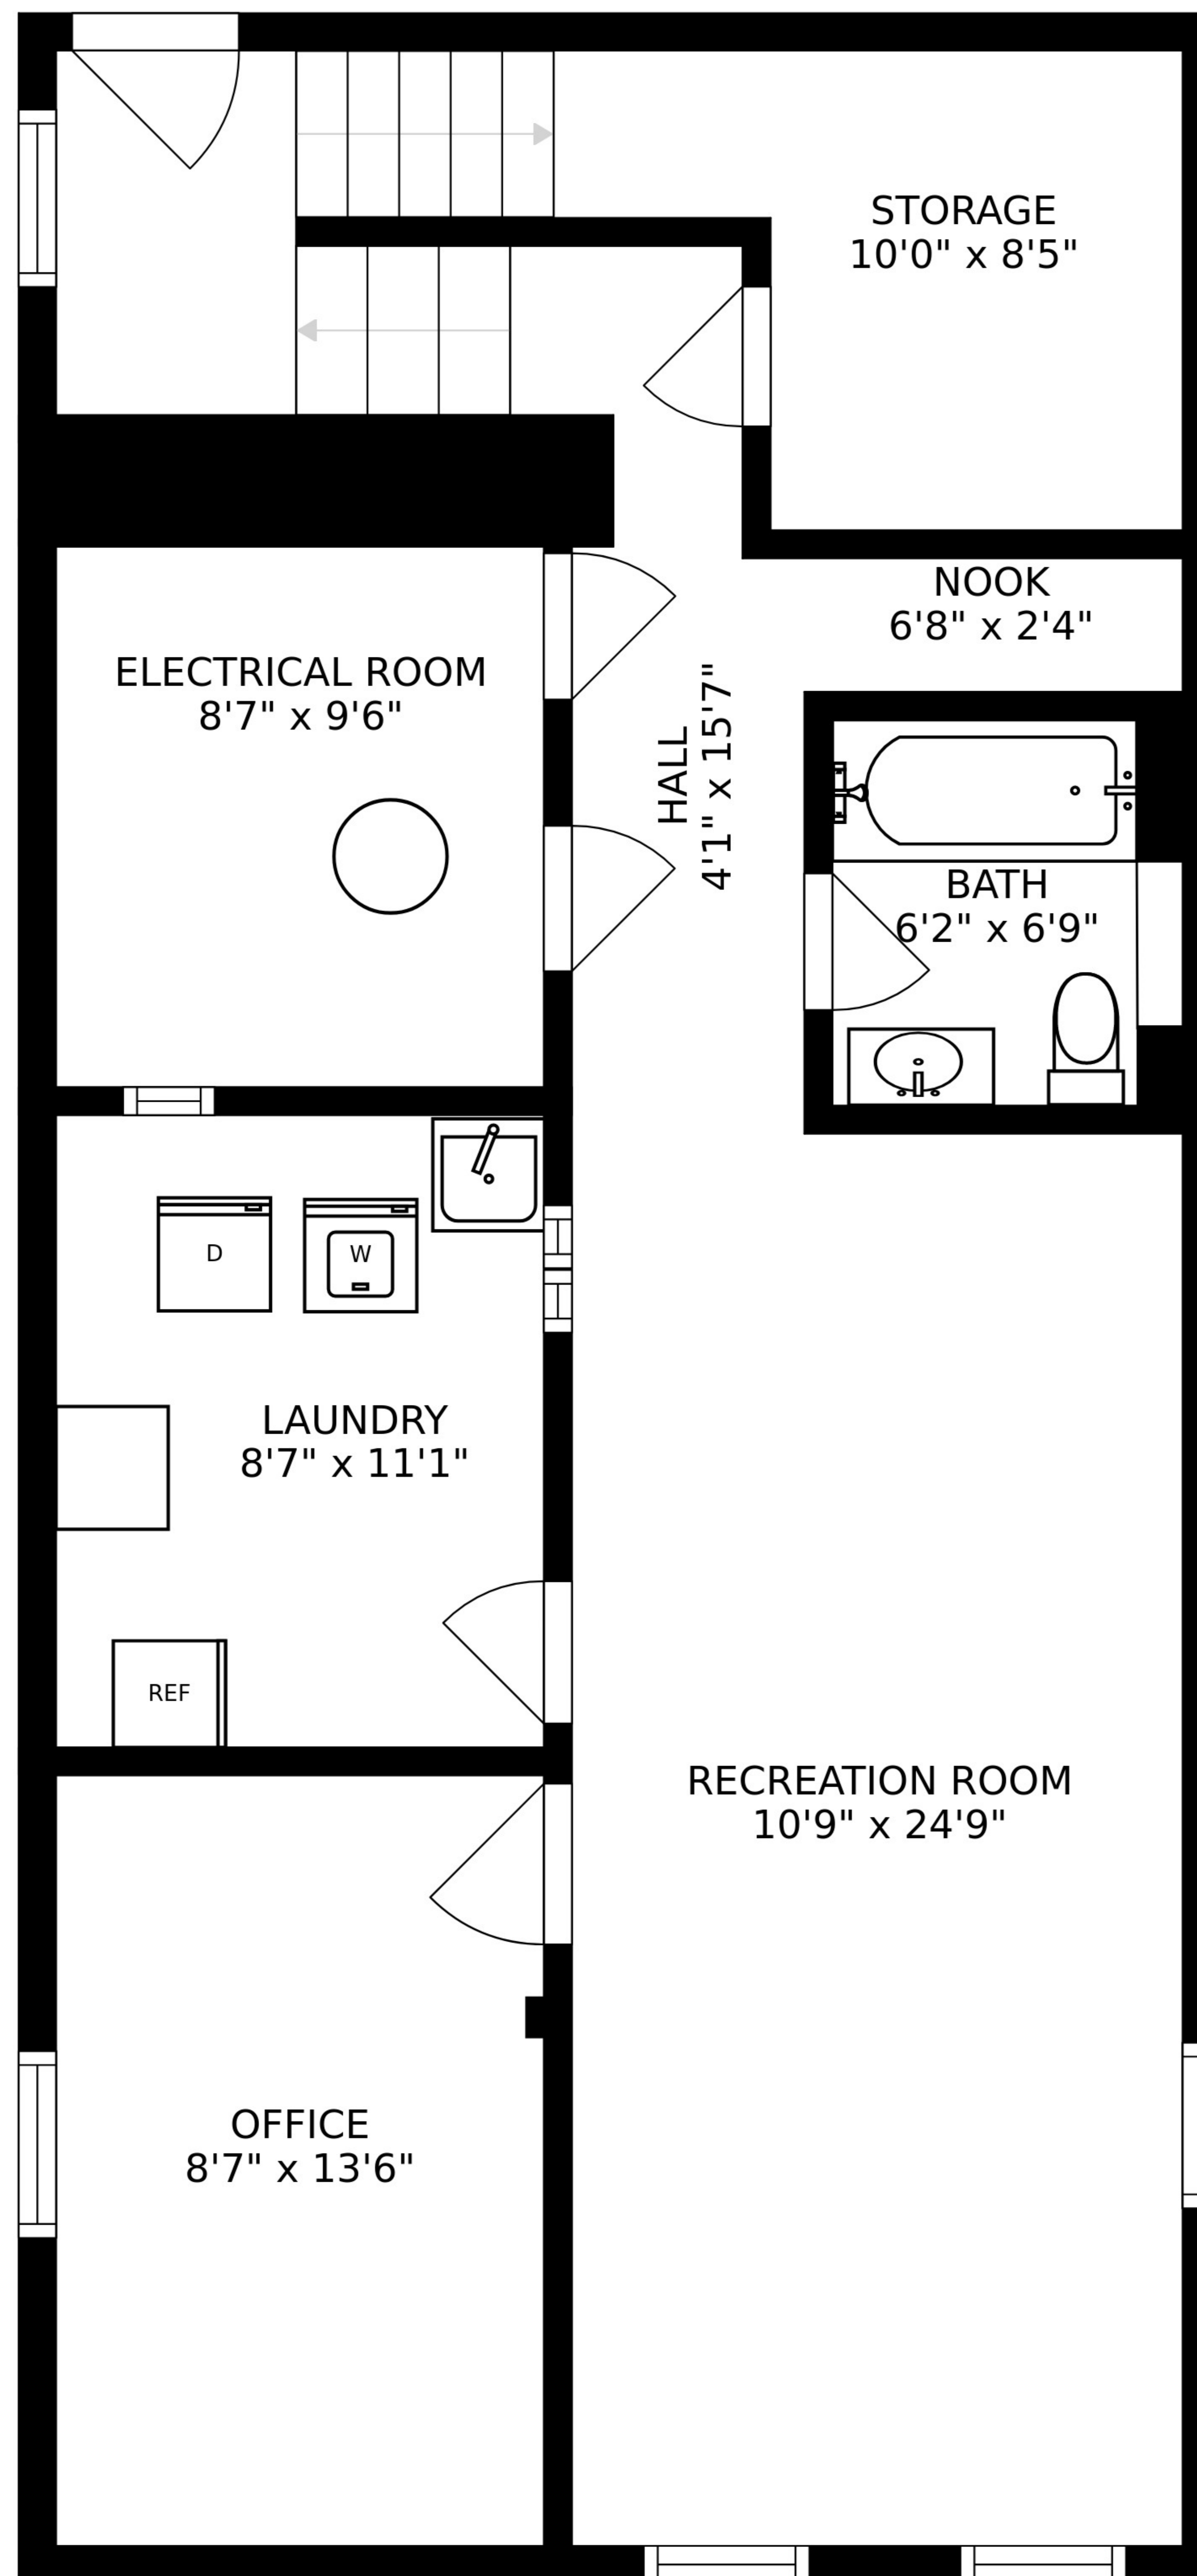 STORAGE
10'0" x 8'5"
NOOK
6'8" x 2'4"
ELECTRICAL ROOM
8'7" x 9'6"
HALL
4'1" x 15'7"
BATH
6'2" x 6'9"
D
W
LAUNDRY
8'7" x 11'1"
REF
RECREATION ROOM
10'9" x 24'9"
OFFICE
8'7" x 13'6"